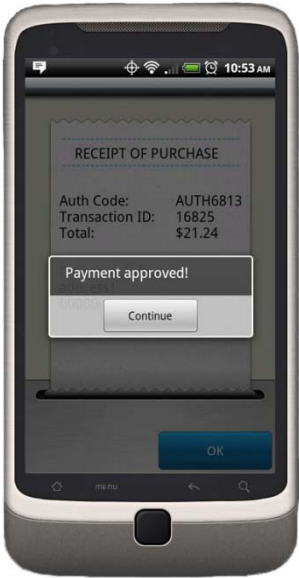 10:53 AM
RECEIPT OF PURCHASE
Auth Code: AUTH6813
Transaction ID: 16825
Total: $21.24
Payment approved!
Continue
OK
menu